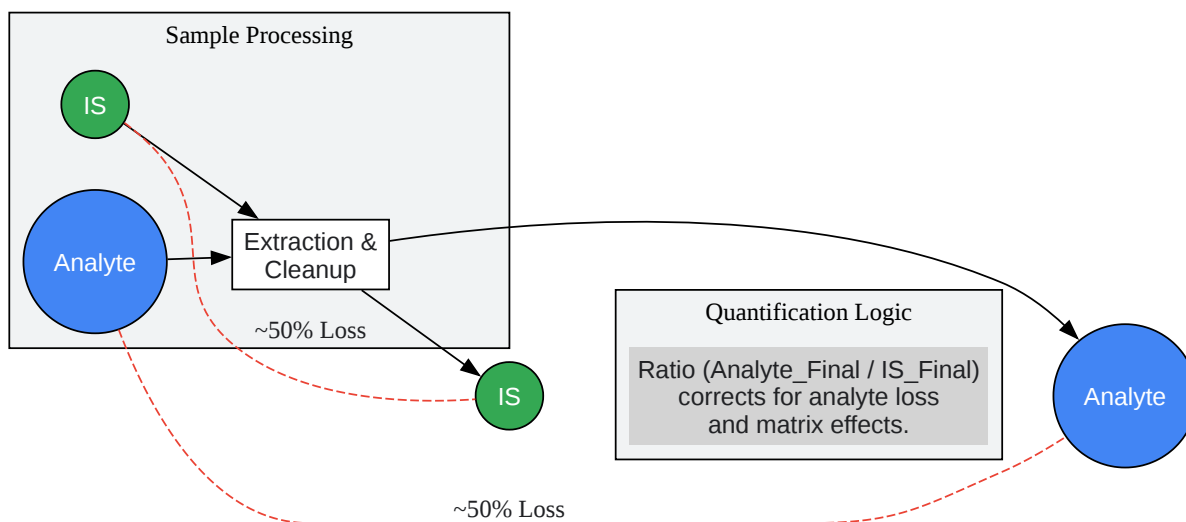 Sample Processing
IS
Analyte
Extraction &
Cleanup
~50% Loss
IS
Quantification Logic
Ratio (Analyte_Final / IS_Final)
corrects for analyte loss
and matrix effects.
Analyte
~50% Loss